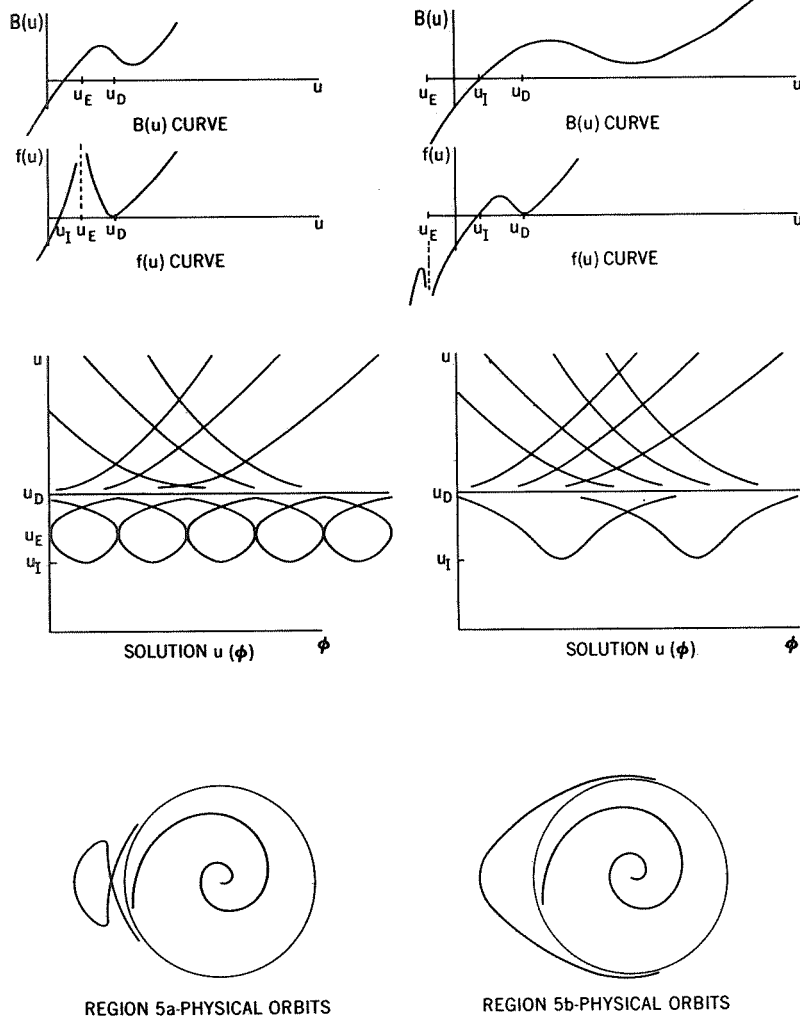 B(u)
u_E u_D u
B(u) CURVE
f(u)
u_I u_E u_D u
f(u) CURVE
u
u_D
u_E
u_I
SOLUTION u (ϕ) ϕ
REGION 5a-PHYSICAL ORBITS
B(u)
u_E u_I u_D u
B(u) CURVE
f(u)
u_E u_I u_D u
f(u) CURVE
u
u_D
u_I
SOLUTION u (ϕ) ϕ
REGION 5b-PHYSICAL ORBITS